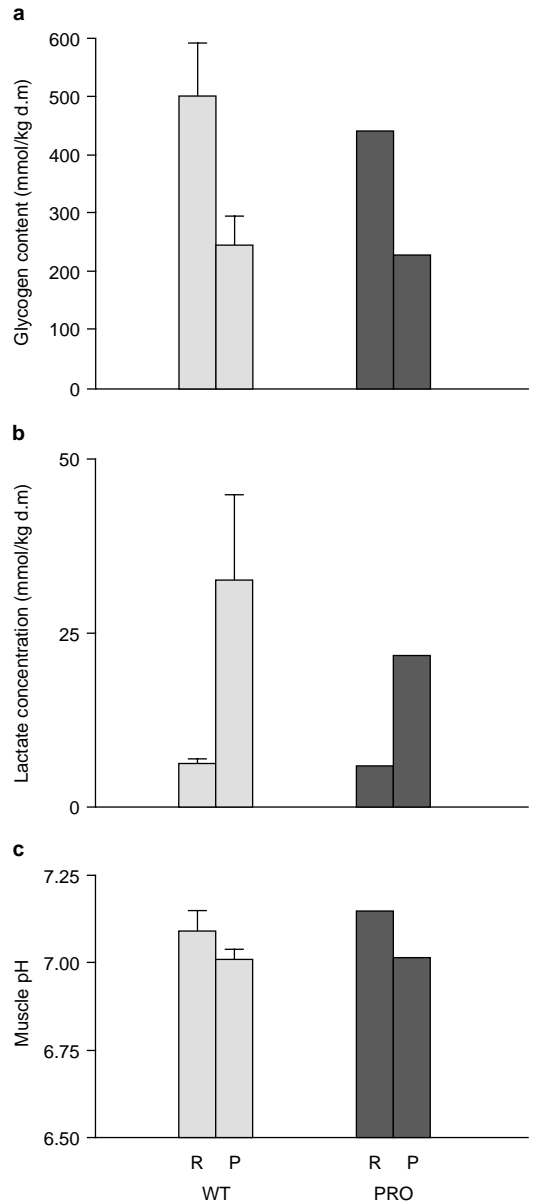 a
Glycogen content (mmol/kg d.m)
600
500
400
300
200
100
0
b
Lactate concentration (mmol/kg d.m)
50
25
0
c
Muscle pH
7.25
7.00
6.75
6.50
R P R P
WT PRO